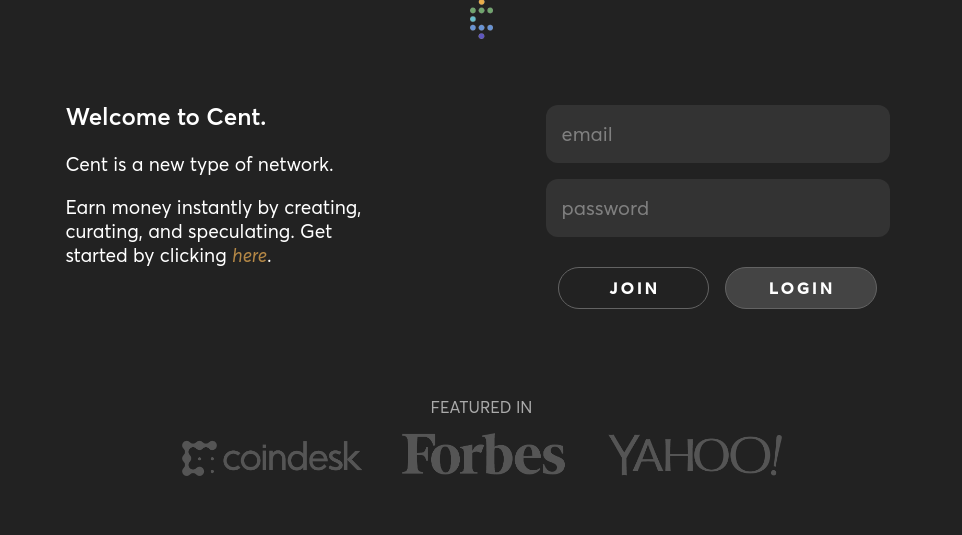 Welcome to Cent.
Cent is a new type of network.
Earn money instantly by creating,
curating, and speculating. Get
started by clicking here.
email
password
JOIN
LOGIN
FEATURED IN
coindesk
Forbes
YAHOO!